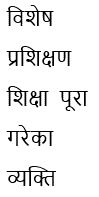 विशेष
प्रशिक्षण
शिक्षा पूरा
गरेका
व्यक्ति